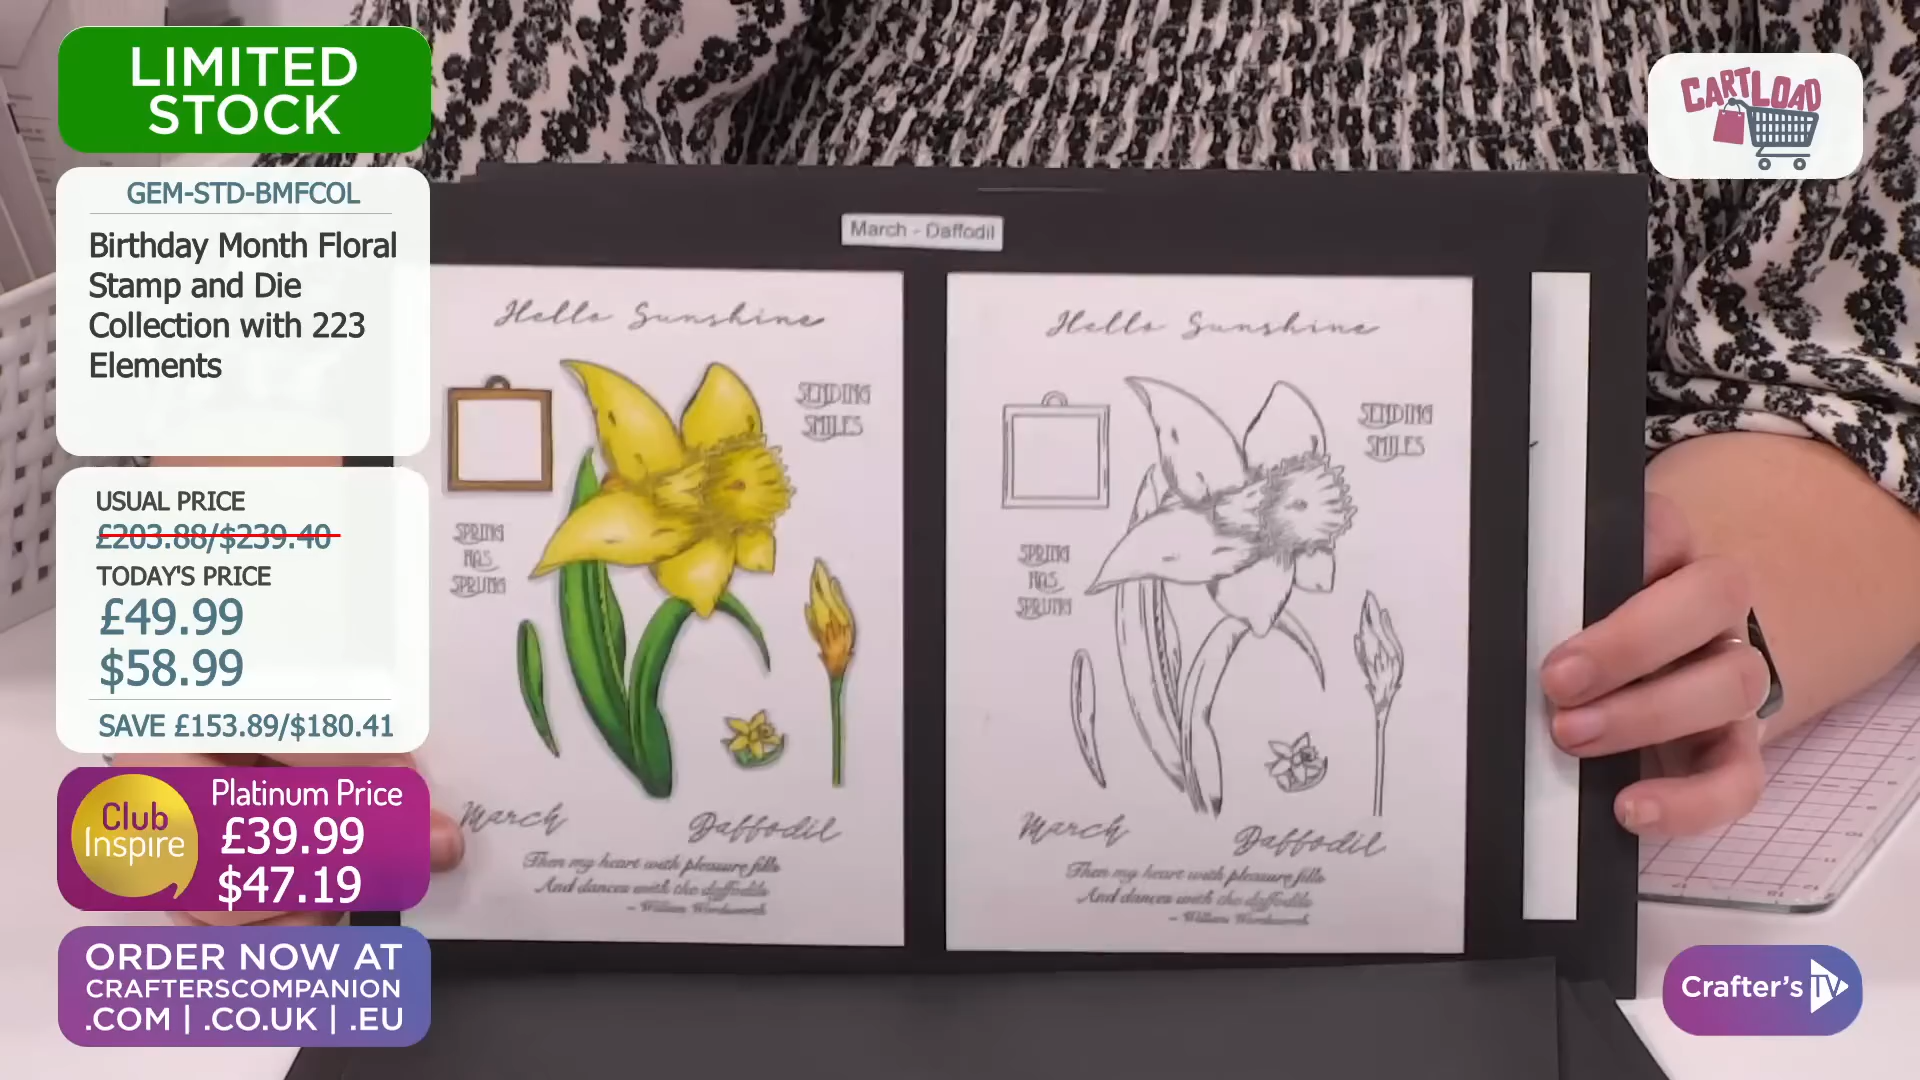 LIMITED
STOCK
GEM-STD-BMFCOL
Birthday Month Floral
Stamp and Die
Collection with 223
Elements
USUAL PRICE
£203.88/$239.40
TODAY'S PRICE
£49.99
$58.99
SAVE £153.89/$180.41
Club
Inspire
Platinum Price
£39.99
$47.19
ORDER NOW AT
CRAFTERSCOMPANION
.COM | .CO.UK | .EU
CARTLOAD
March - Daffodil
Hello Sunshine
SENDING
SMILES
SPRING
HAS
SPRUNG
March
Daffodil
Then my heart with pleasure fills
And dances with the daffodils
- William Wordsworth
Hello Sunshine
SENDING
SMILES
SPRING
HAS
SPRUNG
March
Daffodil
Then my heart with pleasure fills
And dances with the daffodils
- William Wordsworth
Crafter's TV